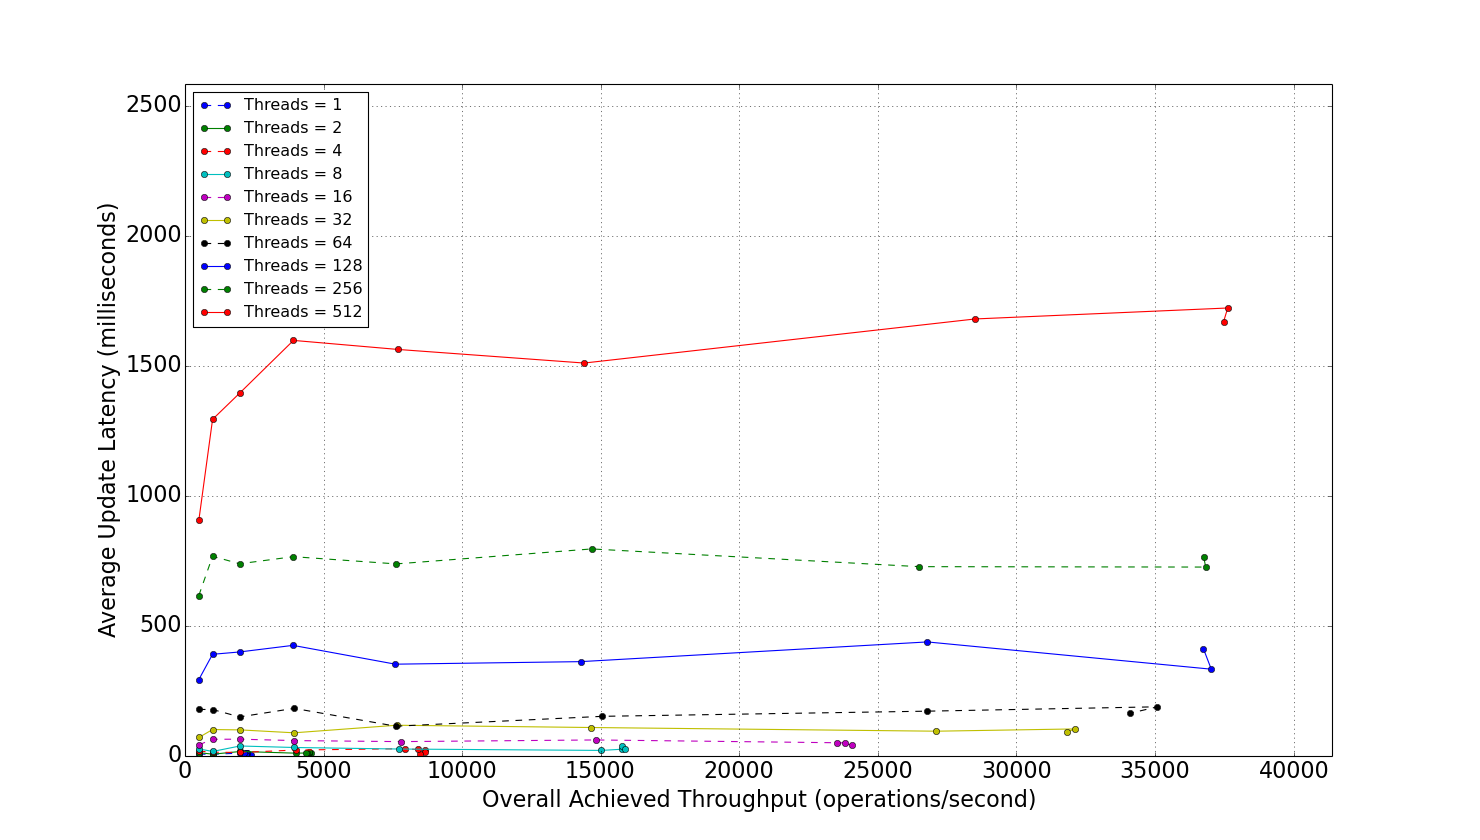 2500
2000
1500
1000
500
0
Average Update Latency (milliseconds)
Threads = 1
Threads = 2
Threads = 4
Threads = 8
Threads = 16
Threads = 32
Threads = 64
Threads = 128
Threads = 256
Threads = 512
0 5000 10000 15000 20000 25000 30000 35000 40000
Overall Achieved Throughput (operations/second)